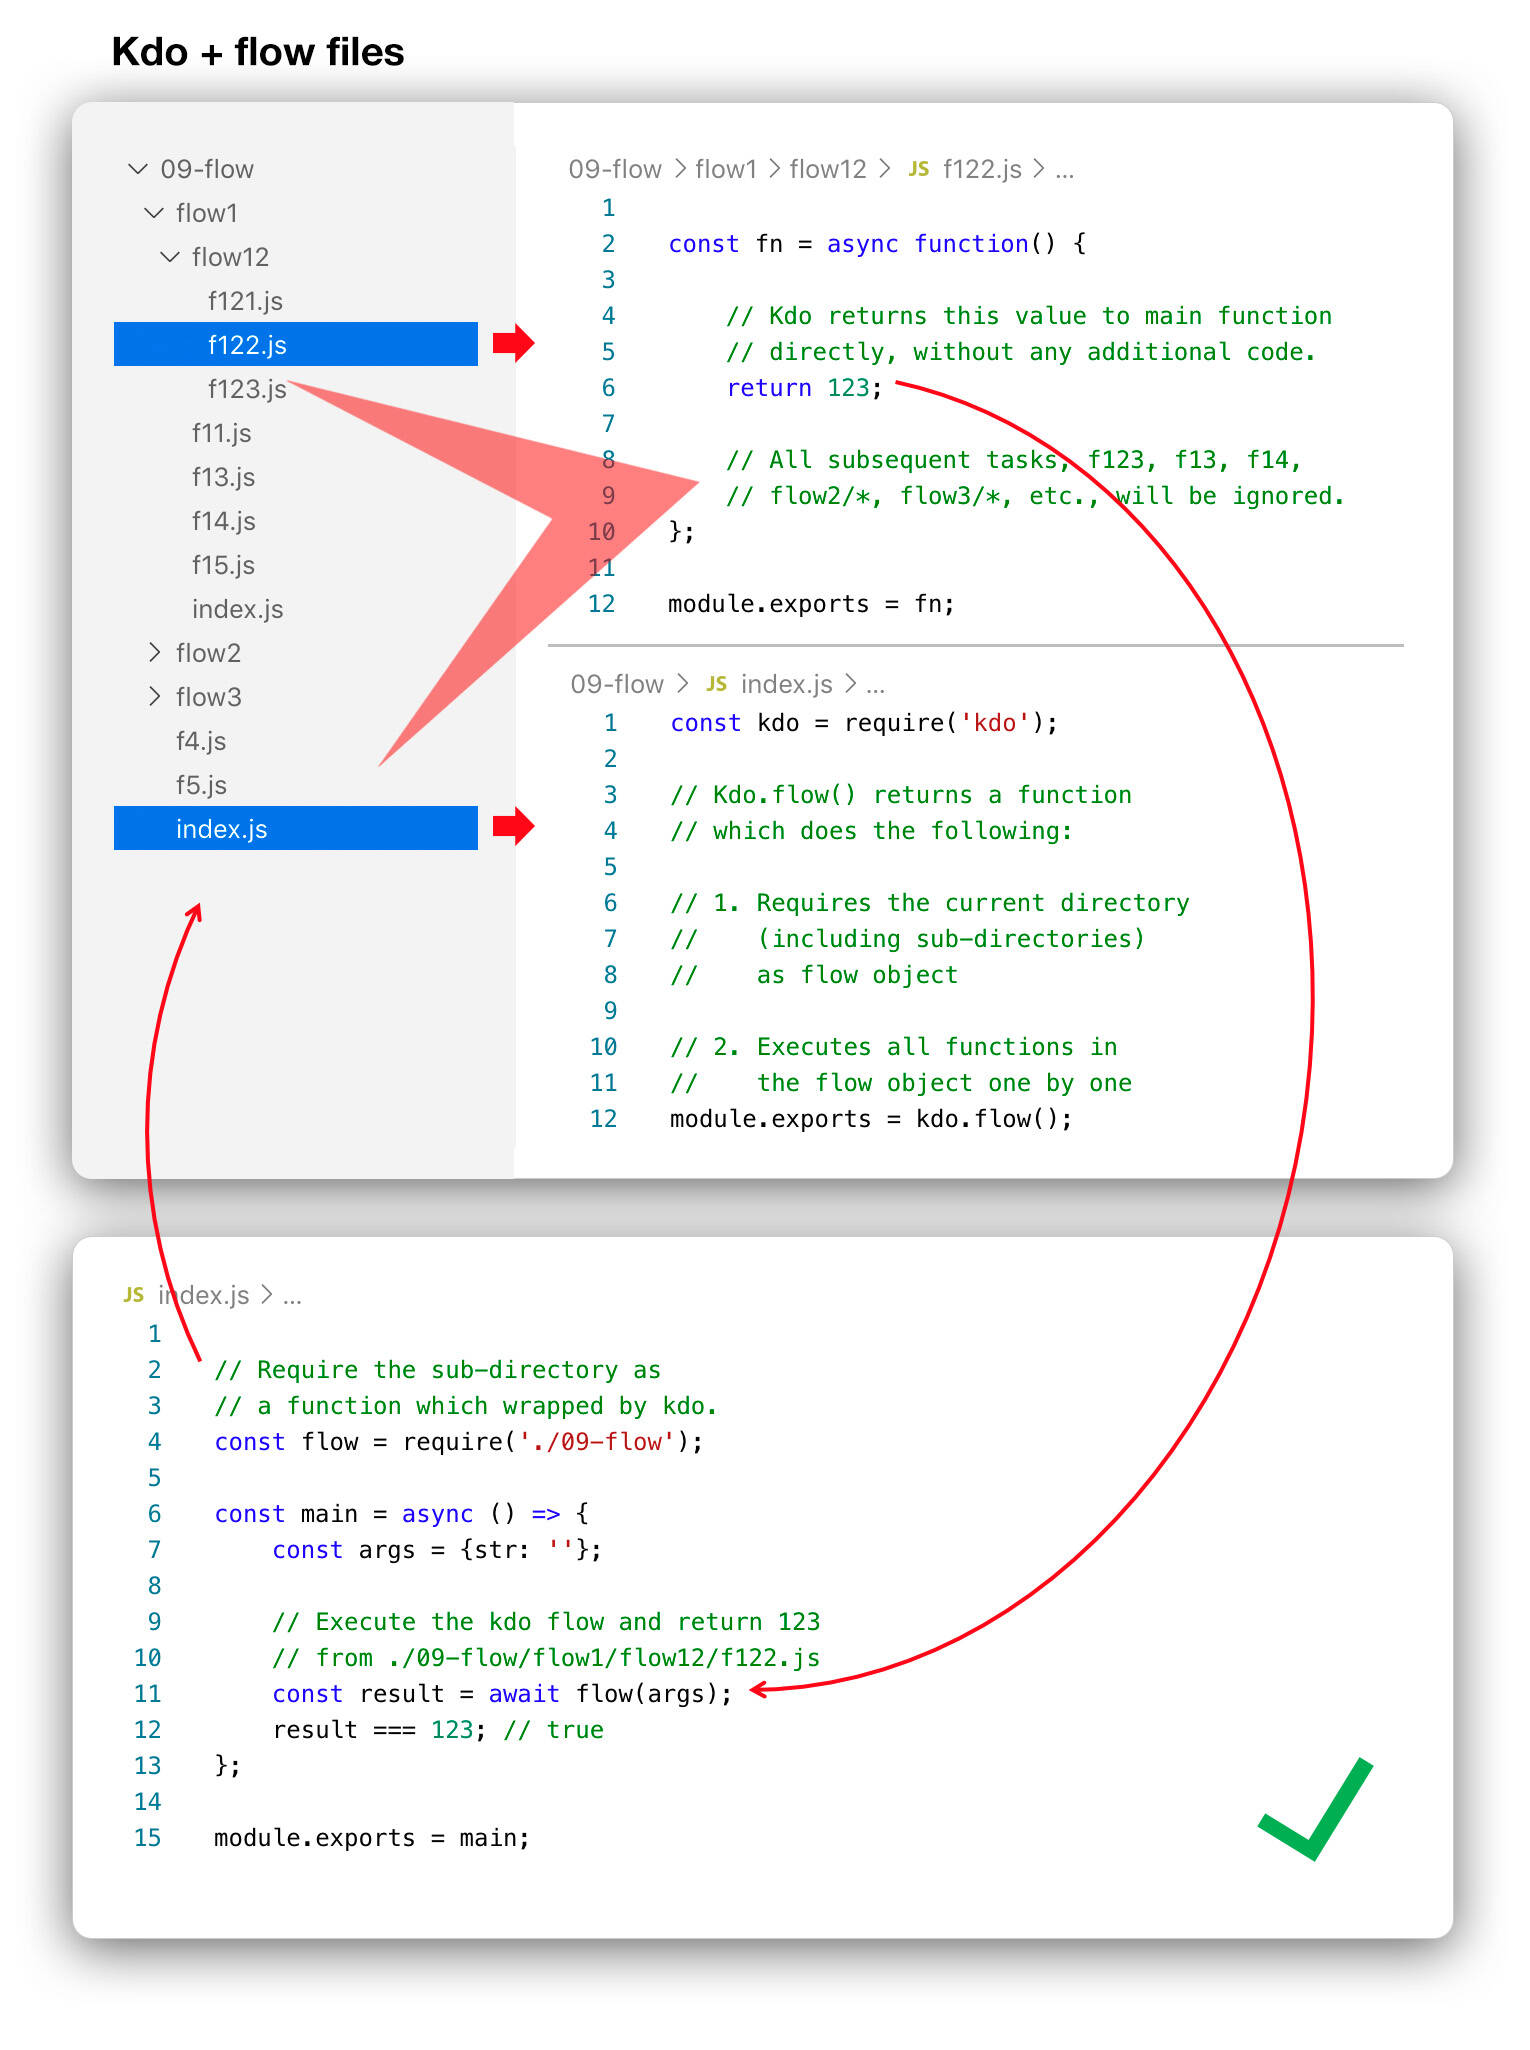 Kdo + flow files
09-flow
flow1
flow12
f121.js
f122.js
f123.js
f11.js
f13.js
f14.js
f15.js
index.js
flow2
flow3
f4.js
f5.js
index.js
09-flow > flow1 > flow12 > JS f122.js > ...
1
2 const fn = async function() {
3
4 // Kdo returns this value to main function
5 // directly, without any additional code.
6 return 123;
7
8 // All subsequent tasks, f123, f13, f14,
9 // flow2/*, flow3/*, etc., will be ignored.
10 };
11
12 module.exports = fn;
09-flow > JS index.js > ...
1 const kdo = require('kdo');
2
3 // Kdo.flow() returns a function
4 // which does the following:
5
6 // 1. Requires the current directory
7 //    (including sub-directories)
8 //    as flow object
9
10 // 2. Executes all functions in
11 //    the flow object one by one
12 module.exports = kdo.flow();
JS index.js > ...
1
2 // Require the sub-directory as
3 // a function which wrapped by kdo.
4 const flow = require('./09-flow');
5
6 const main = async () => {
7 const args = {str: ''};
8
9 // Execute the kdo flow and return 123
10 // from ./09-flow/flow1/flow12/f122.js
11 const result = await flow(args);
12 result === 123; // true
13 };
14
15 module.exports = main;